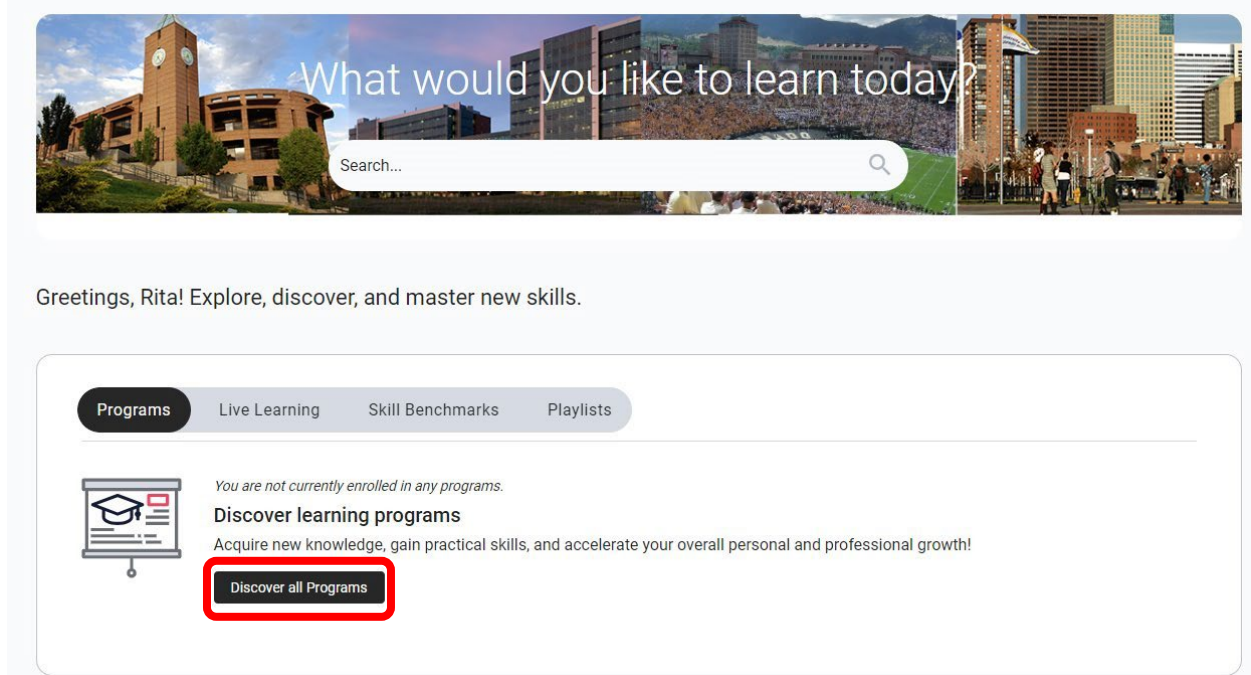 What would you like to learn today?
Search...
Greetings, Rita! Explore, discover, and master new skills.
Programs Live Learning Skill Benchmarks Playlists
You are not currently enrolled in any programs.
Discover learning programs
Acquire new knowledge, gain practical skills, and accelerate your overall personal and professional growth!
Discover all Programs